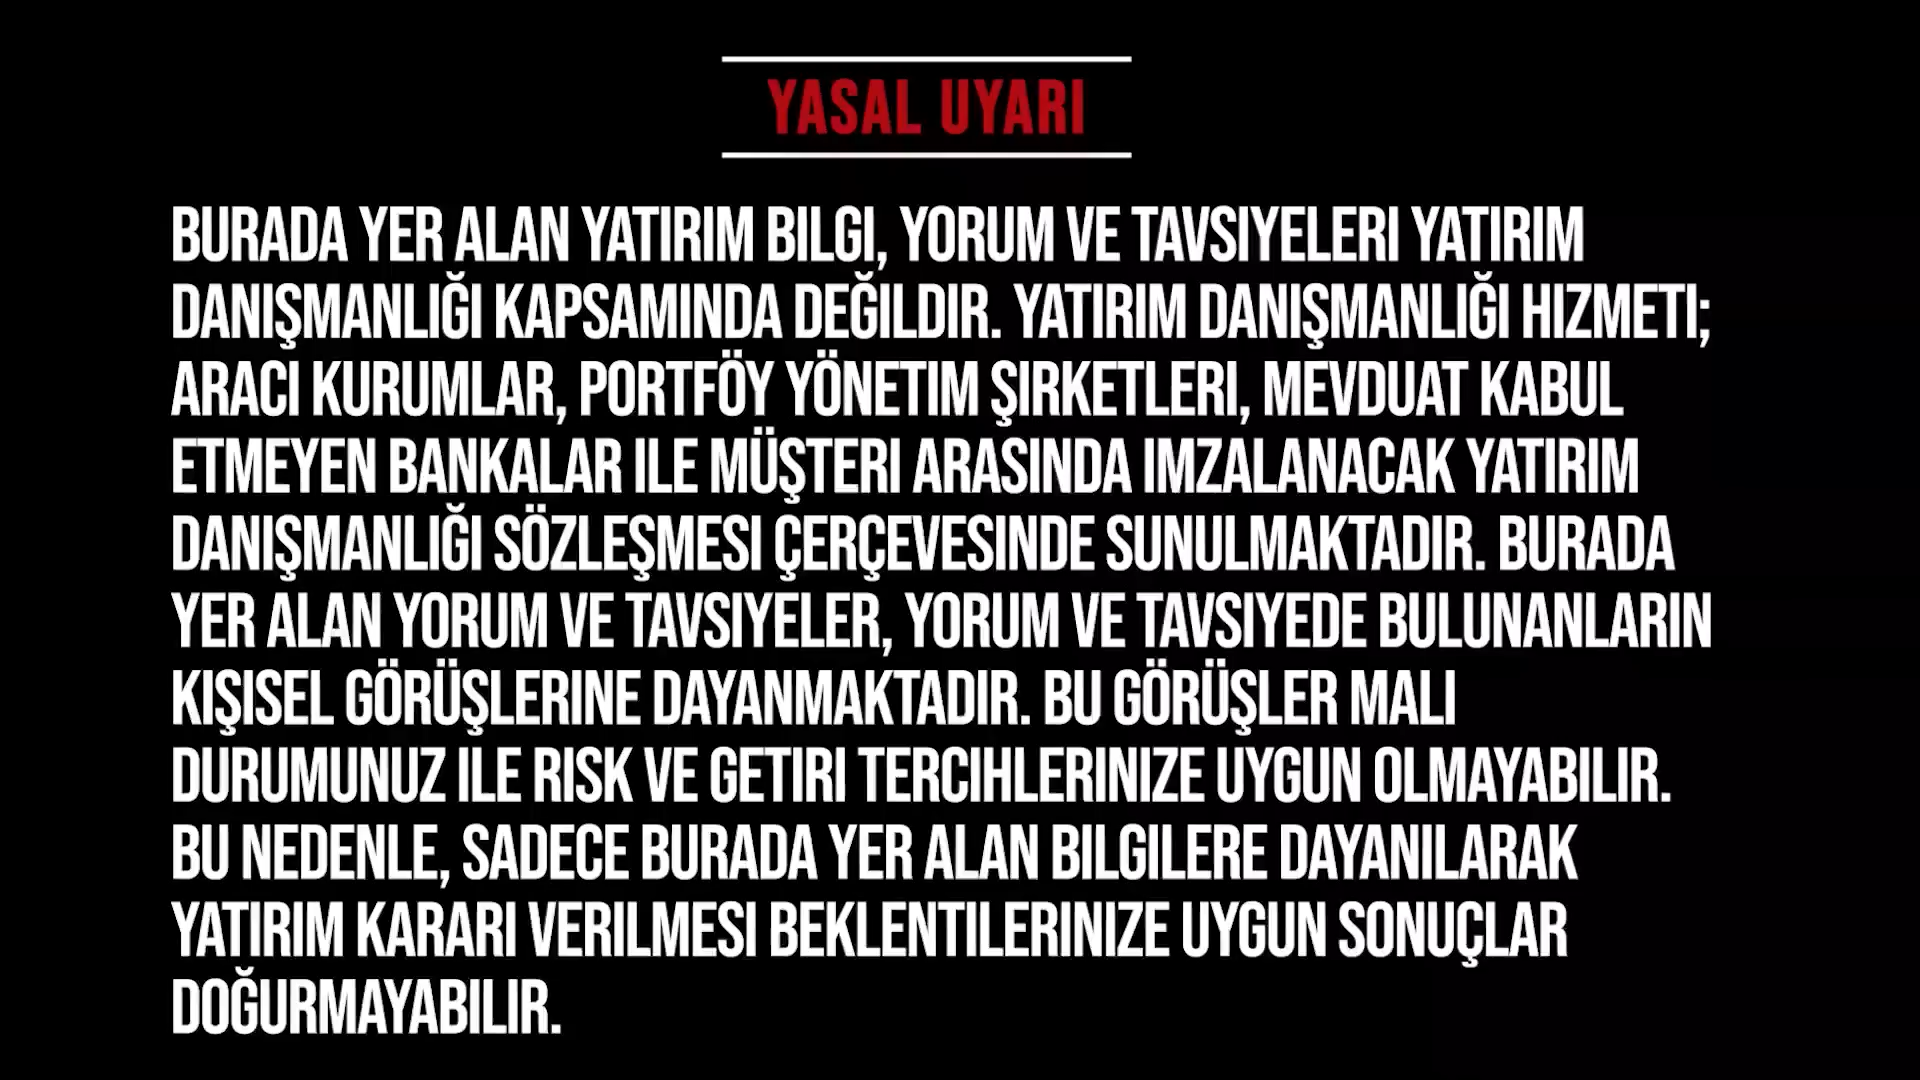 YASAL UYARI
BURADA YER ALAN YATIRIM BILGI, YORUM VE TAVSIYELERI YATIRIM
DANIŞMANLIĞI KAPSAMINDA DEĞILDIR. YATIRIM DANIŞMANLIĞI HIZMETI;
ARACI KURUMLAR, PORTFÖY YÖNETIM ŞIRKETLERI, MEVDUAT KABUL
ETMEYEN BANKALAR ILE MÜŞTERI ARASINDA IMZALANACAK YATIRIM
DANIŞMANLIĞI SÖZLEŞMESI ÇERÇEVESINDE SUNULMAKTADIR. BURADA
YER ALAN YORUM VE TAVSIYELER, YORUM VE TAVSIYEDE BULUNANLARIN
KIŞISEL GÖRÜŞLERINE DAYANMAKTADIR. BU GÖRÜŞLER MALI
DURUMUNUZ ILE RISK VE GETIRI TERCIHLERINIZE UYGUN OLMAYABILIR.
BU NEDENLE, SADECE BURADA YER ALAN BILGILERE DAYANILARAK
YATIRIM KARARI VERILMESI BEKLENTILERINIZE UYGUN SONUÇLAR
DOĞURMAYABILIR.